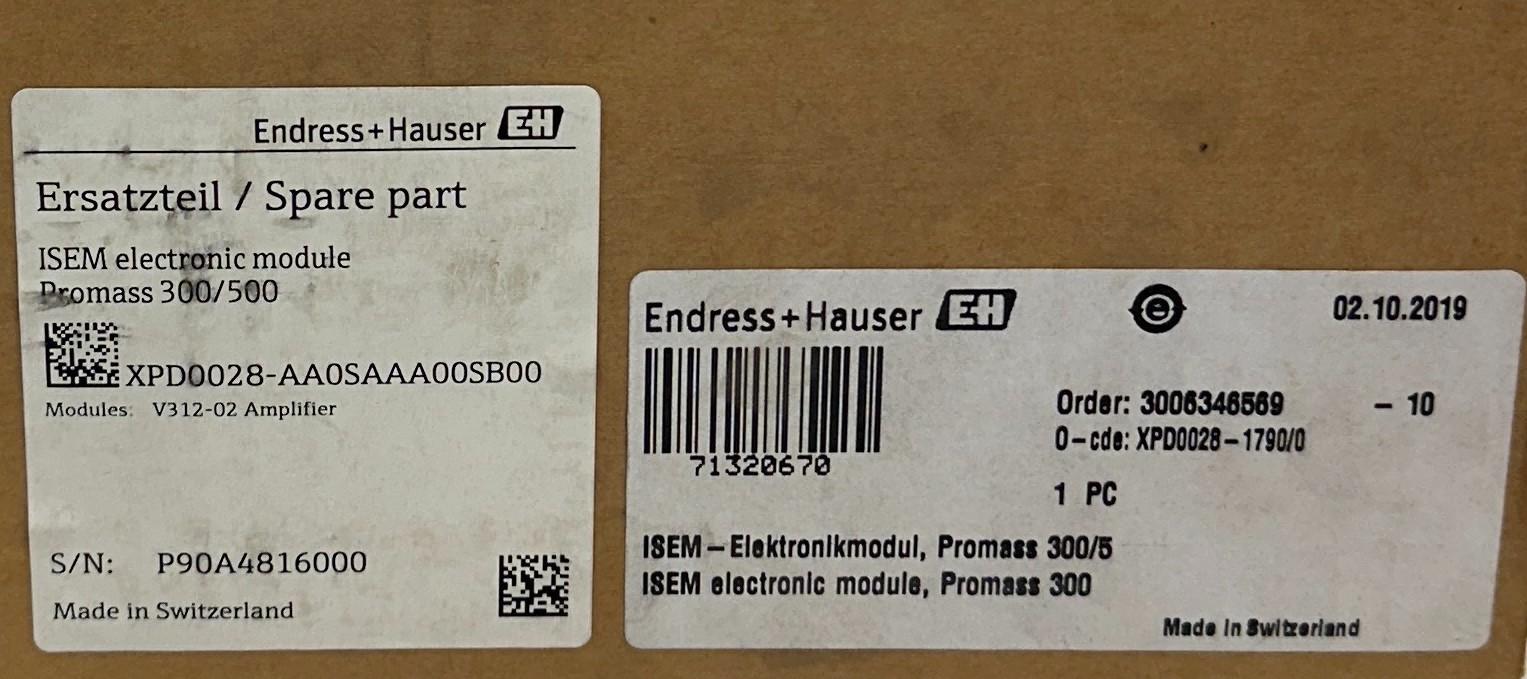 Endress+Hauser EH
Ersatzteil / Spare part
ISEM electronic module
Promass 300/500
XPD0028-AA0SAAA00SB00
Modules: V312-02 Amplifier
S/N: P90A4816000
Made in Switzerland
Endress+Hauser EH
e
02.10.2019
71320670
Order: 3006346569 - 10
O-cde: XPD0028-1790/0
1 PC
ISEM-Elektronikmodul, Promass 300/5
ISEM electronic module, Promass 300
Made in Switzerland